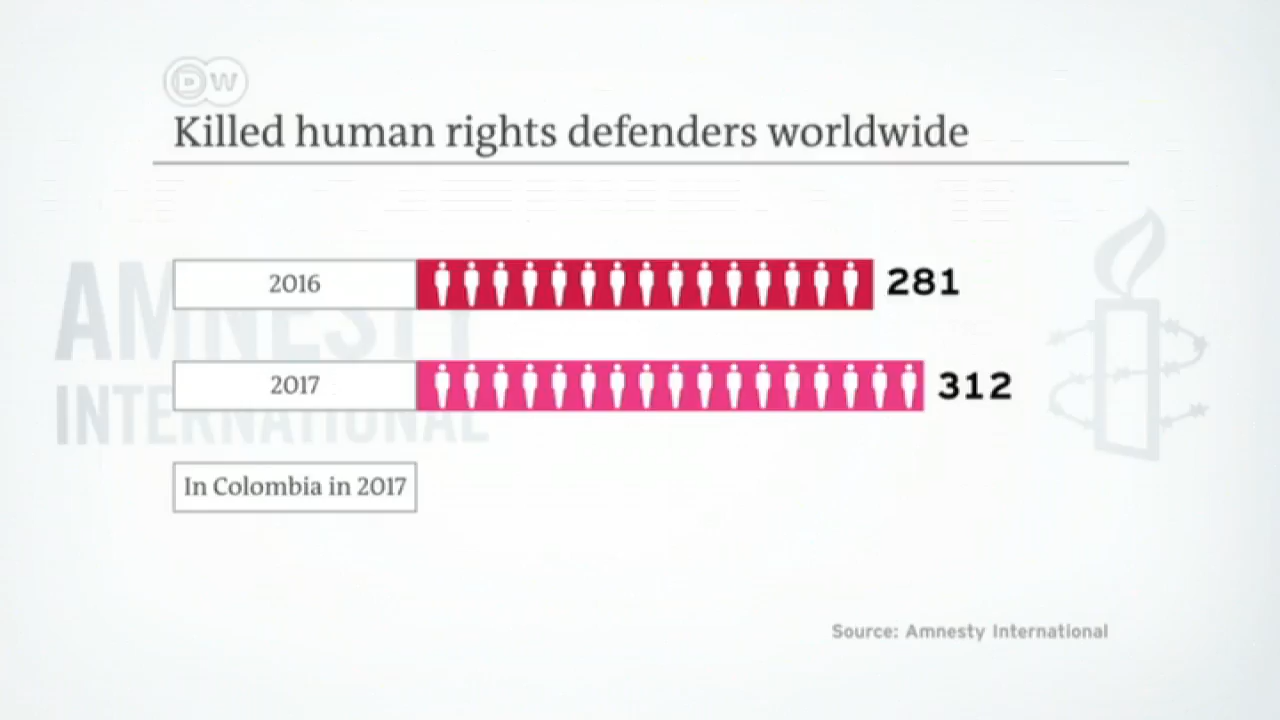 DW
Killed human rights defenders worldwide
2016
281
AMNESTY
2017
312
INTERNATIONAL
In Colombia in 2017
Source: Amnesty International